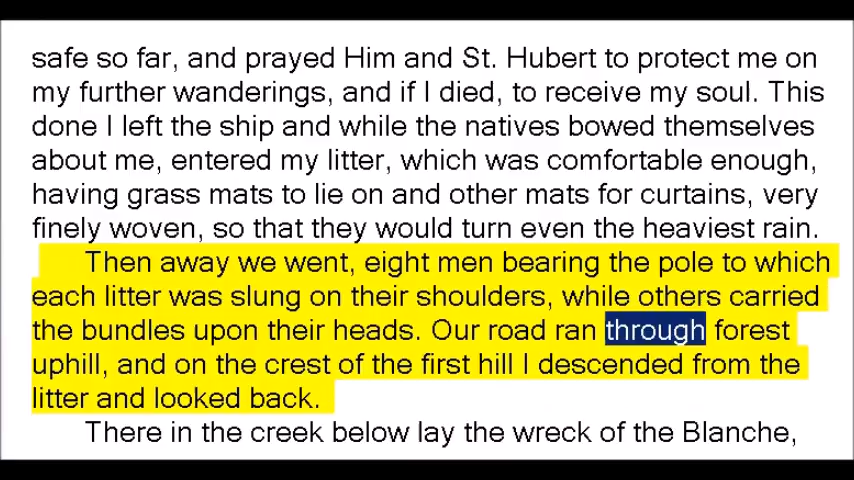 safe so far, and prayed Him and St. Hubert to protect me on
my further wanderings, and if I died, to receive my soul. This
done I left the ship and while the natives bowed themselves
about me, entered my litter, which was comfortable enough,
having grass mats to lie on and other mats for curtains, very
finely woven, so that they would turn even the heaviest rain.
Then away we went, eight men bearing the pole to which
each litter was slung on their shoulders, while others carried
the bundles upon their heads. Our road ran through forest
uphill, and on the crest of the first hill I descended from the
litter and looked back.
There in the creek below lay the wreck of the Blanche,